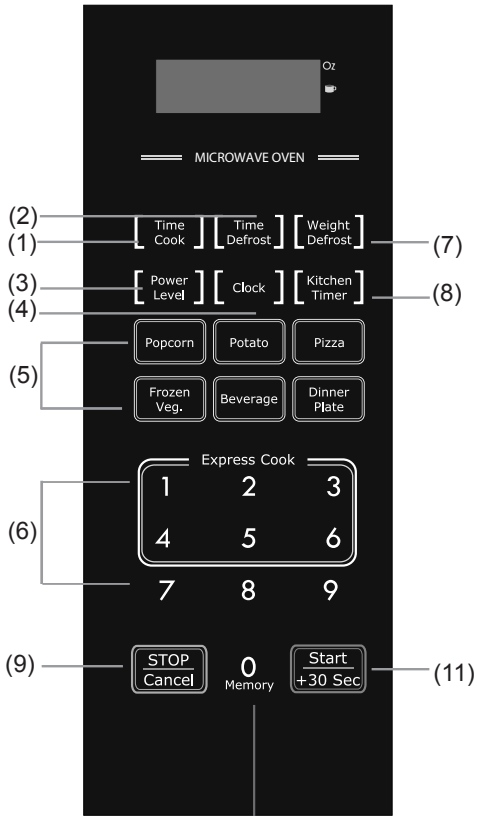 Oz
MICROWAVE OVEN
(2)
(1)
Time
Cook
Time
Defrost
Weight
Defrost
(7)
(3)
(4)
Power
Level
Clock
Kitchen
Timer
(8)
(5)
Popcorn
Potato
Pizza
Frozen
Veg.
Beverage
Dinner
Plate
Express Cook
(6)
1 2 3
4 5 6
7 8 9
(9)
STOP
Cancel
0
Memory
Start
+30 Sec
(11)